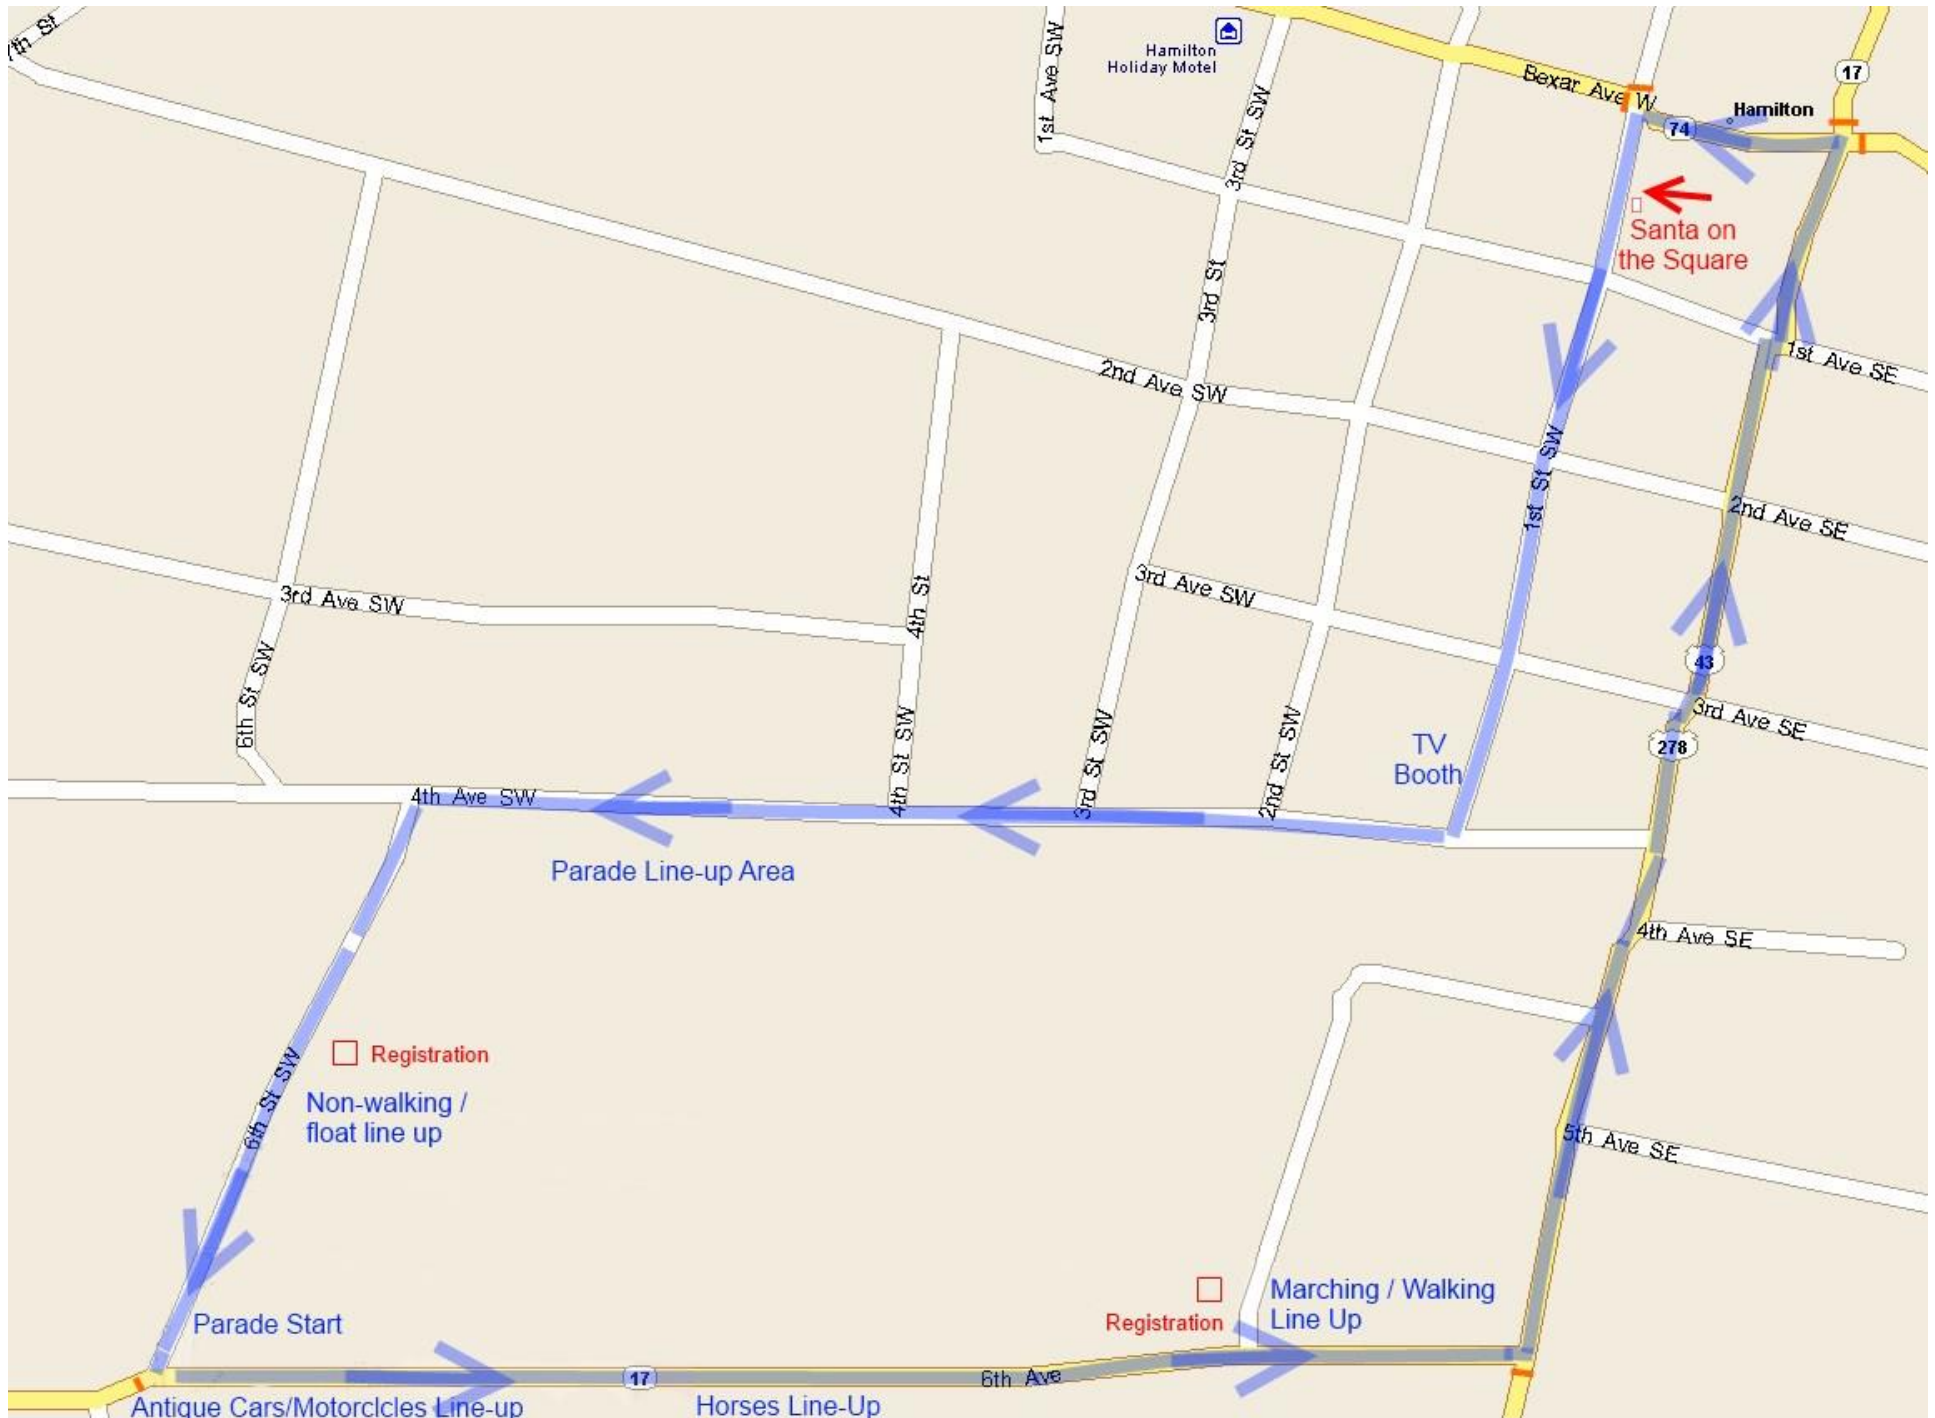 7th St
1st Ave SW
Hamilton
Holiday Motel
3rd St SW
Bexar Ave W
17
Hamilton
74
Santa on
the Square
3rd St
1st Ave SE
2nd Ave SW
1st St SW
2nd Ave SE
3rd Ave SW
4th St
3rd Ave SW
6th St SW
43
3rd Ave SE
278
TV
Booth
6th St
4th St SW
3rd St SW
2nd St SW
4th Ave SW
Parade Line-up Area
4th Ave SE
Registration
Non-walking /
float line up
6th St SW
5th Ave SE
Marching / Walking
Line Up
Registration
Parade Start
17
6th Ave
Antique Cars/Motorclcles Line-up
Horses Line-Up